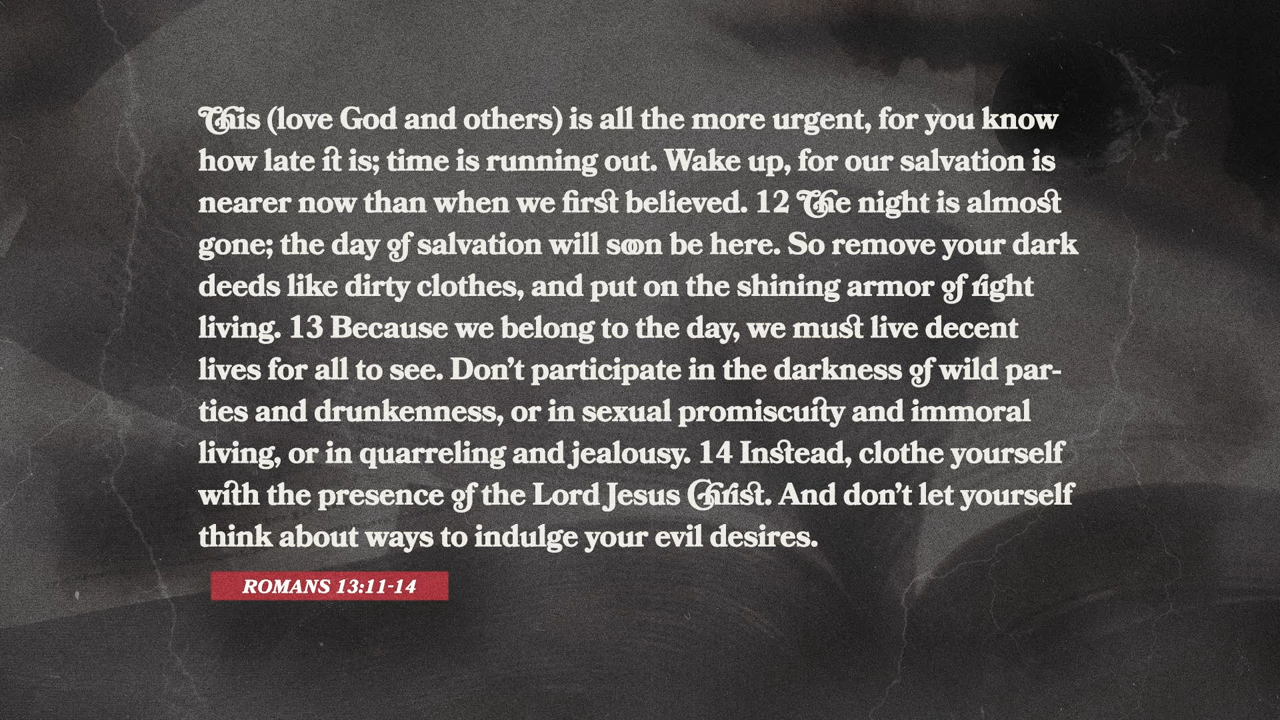 This (love God and others) is all the more urgent, for you know
how late it is; time is running out. Wake up, for our salvation is
nearer now than when we first believed. 12 The night is almost
gone; the day of salvation will soon be here. So remove your dark
deeds like dirty clothes, and put on the shining armor of right
living. 13 Because we belong to the day, we must live decent
lives for all to see. Don’t participate in the darkness of wild par-
ties and drunkenness, or in sexual promiscuity and immoral
living, or in quarreling and jealousy. 14 Instead, clothe yourself
with the presence of the Lord Jesus Christ. And don’t let yourself
think about ways to indulge your evil desires.
ROMANS 13:11-14